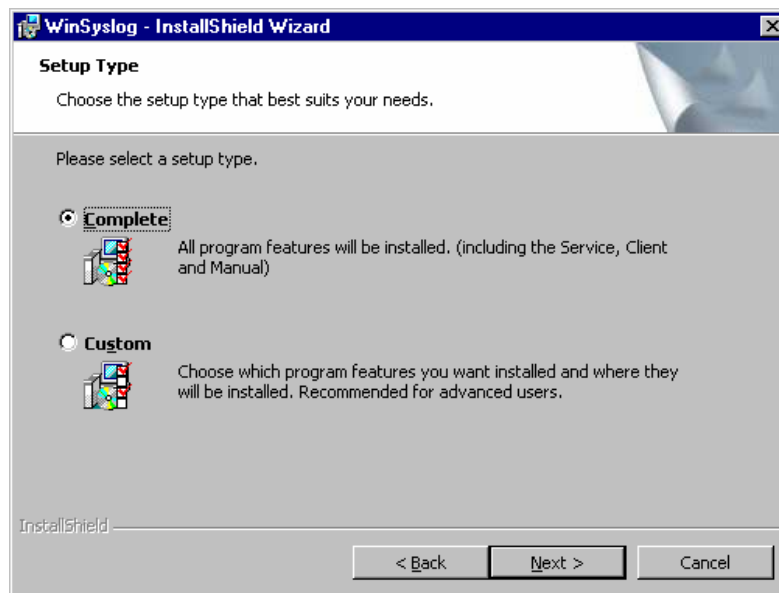 WinSyslog - InstallShield Wizard
Setup Type
Choose the setup type that best suits your needs.
Please select a setup type.
Complete
All program features will be installed. (including the Service, Client
and Manual)
Custom
Choose which program features you want installed and where they
will be installed. Recommended for advanced users.
InstallShield
< Back
Next >
Cancel